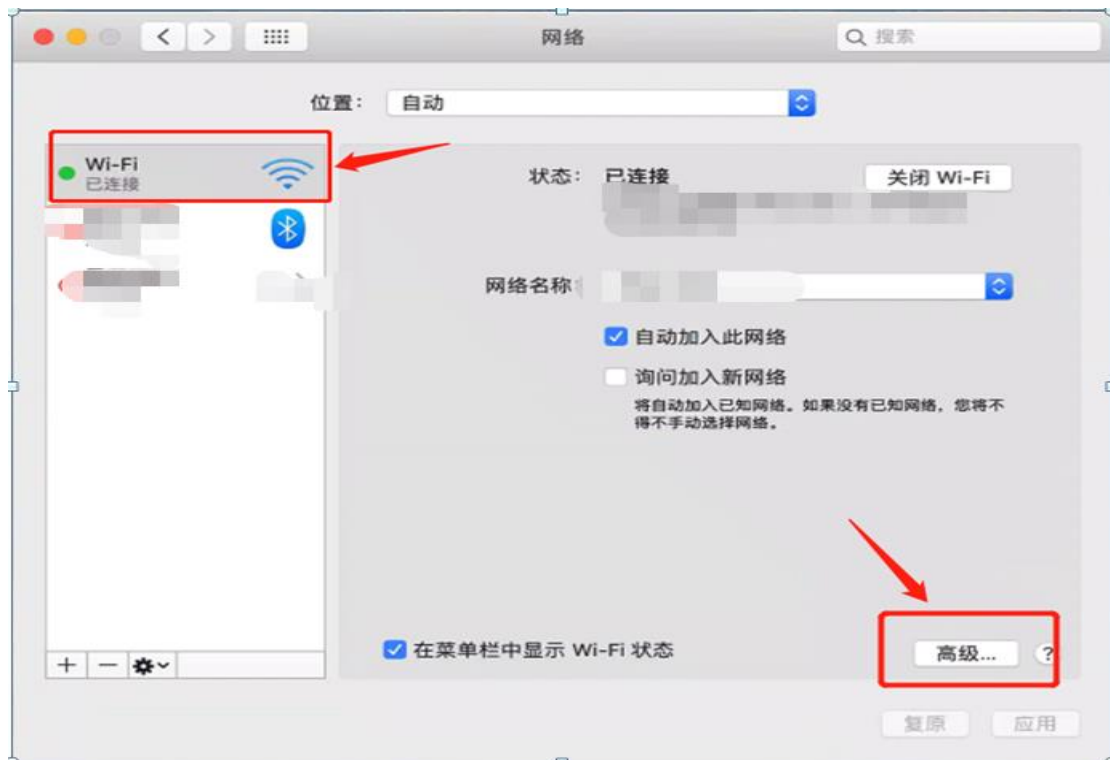 网络
搜索
位置:
自动
Wi-Fi
已连接
状态:
已连接
关闭 Wi-Fi
网络名称
自动加入此网络
询问加入新网络
将自动加入已知网络。如果没有已知网络，您将不
得不手动选择网络。
在菜单栏中显示 Wi-Fi 状态
高级...
?
复原
应用